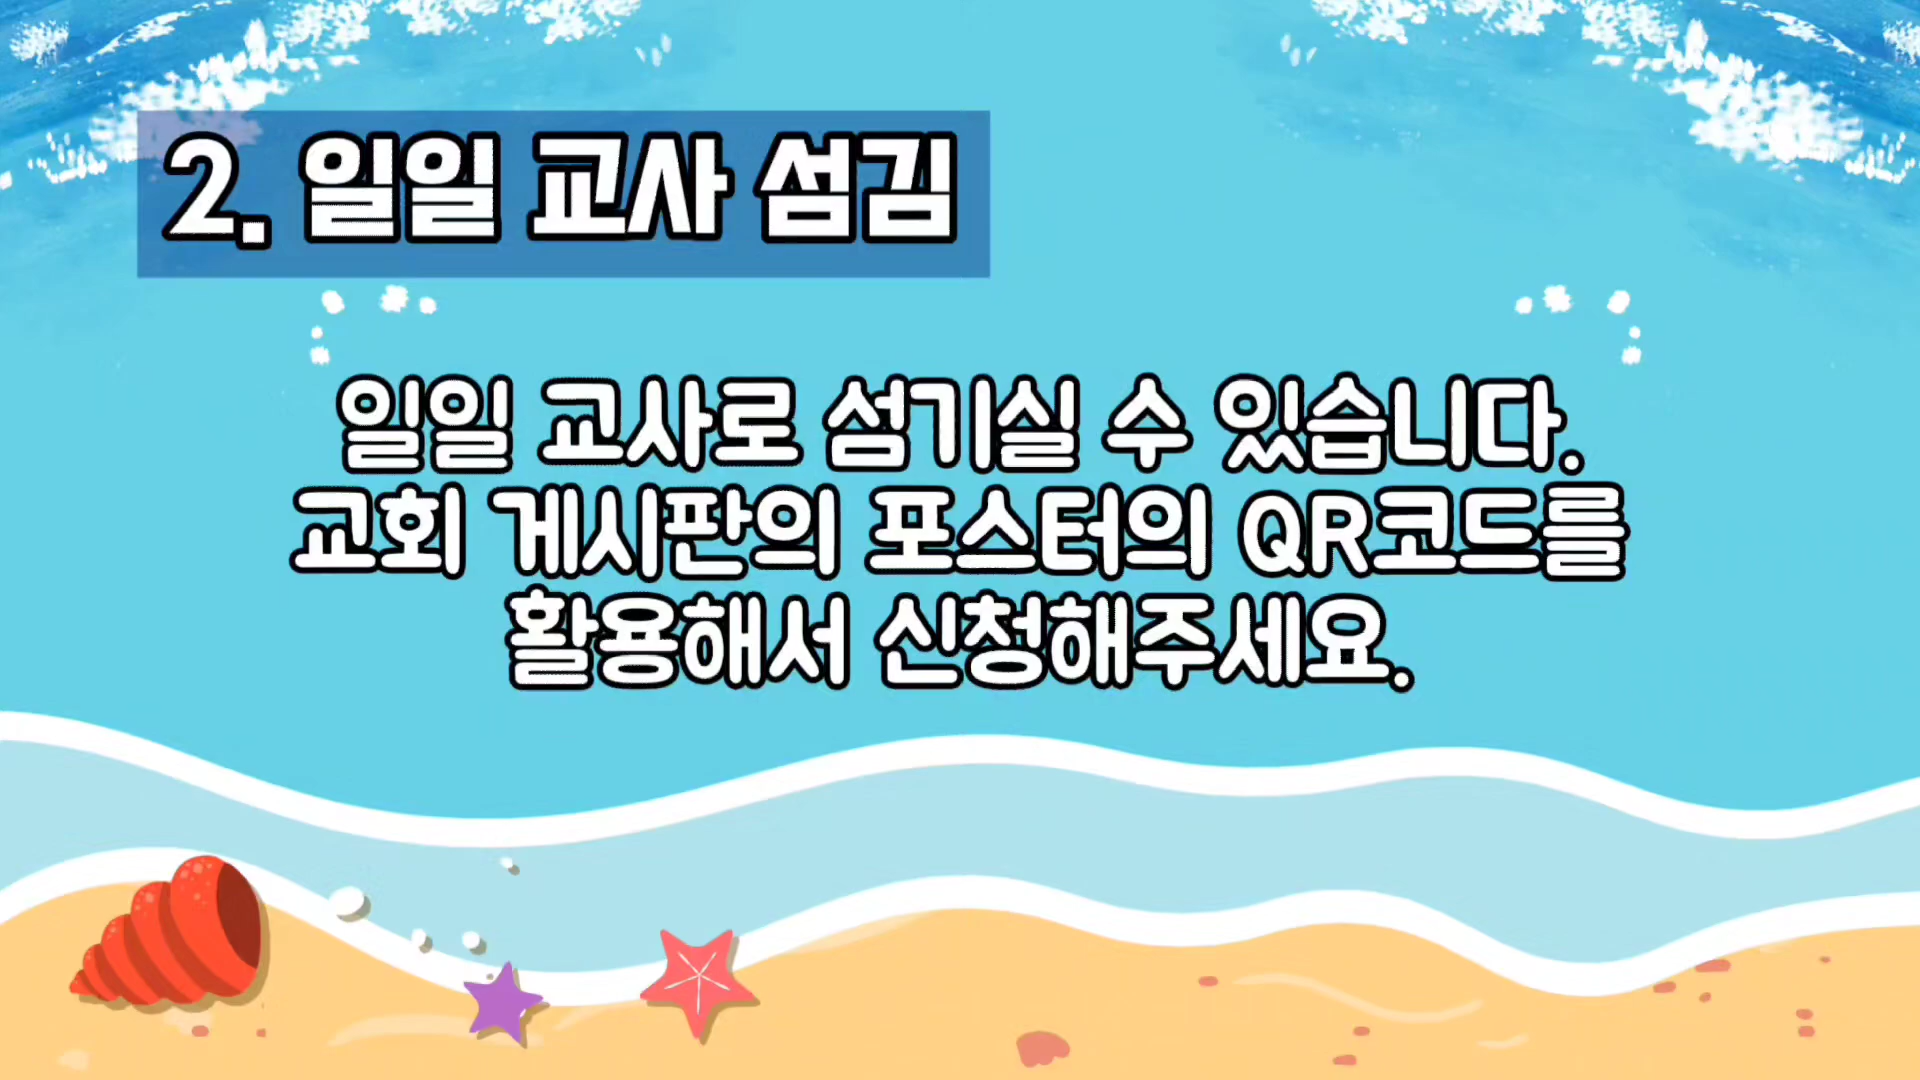 2. 일일 교사 섬김
일일 교사로 섬기실 수 있습니다.
교회 게시판의 포스터의 QR코드를
활용해서 신청해주세요.